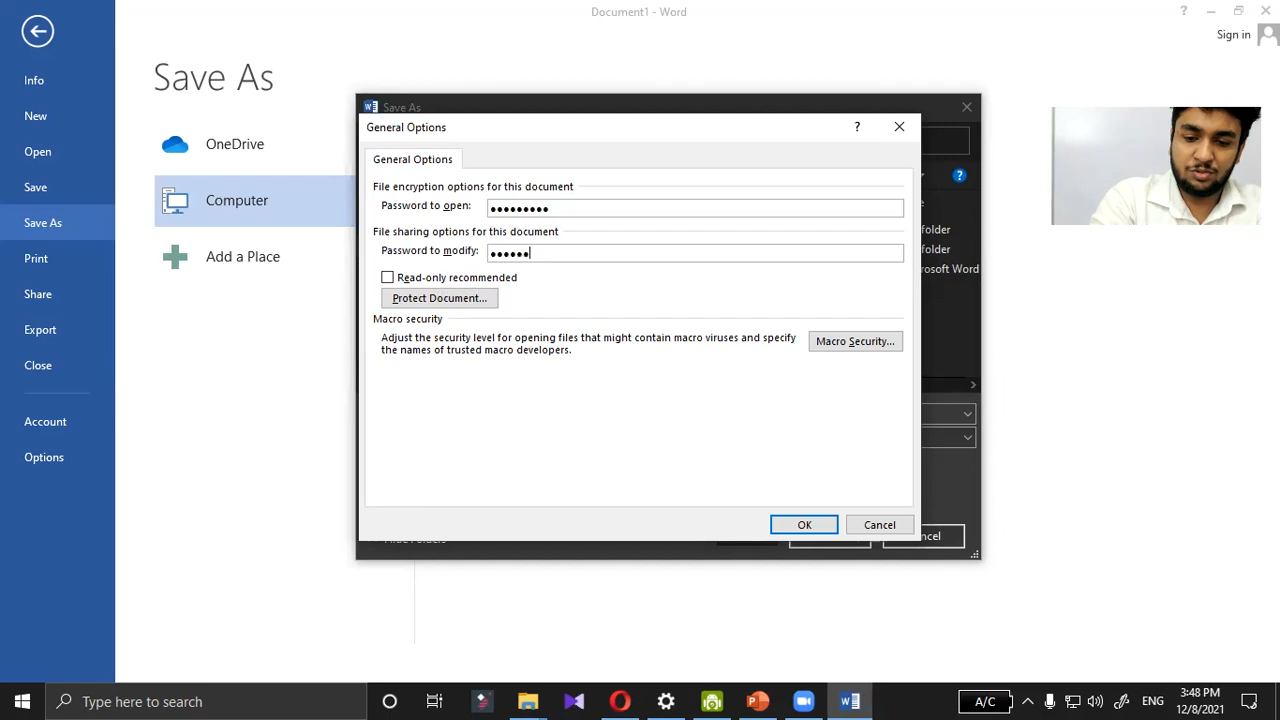 Document1 - Word
Sign in
Info
New
Open
Save
Save As
Print
Share
Export
Close
Account
Options
Save As
OneDrive
Computer
Add a Place
Save As
General Options
General Options
File encryption options for this document
Password to open: •••••••••
File sharing options for this document
Password to modify: ••••••
Read-only recommended
Protect Document...
Macro security
Adjust the security level for opening files that might contain macro viruses and specify
the names of trusted macro developers.
Macro Security...
OK
Cancel
folder
folder
rosoft Word
Hide Folders
ncel
Type here to search
A/C
ENG
3:48 PM
12/8/2021